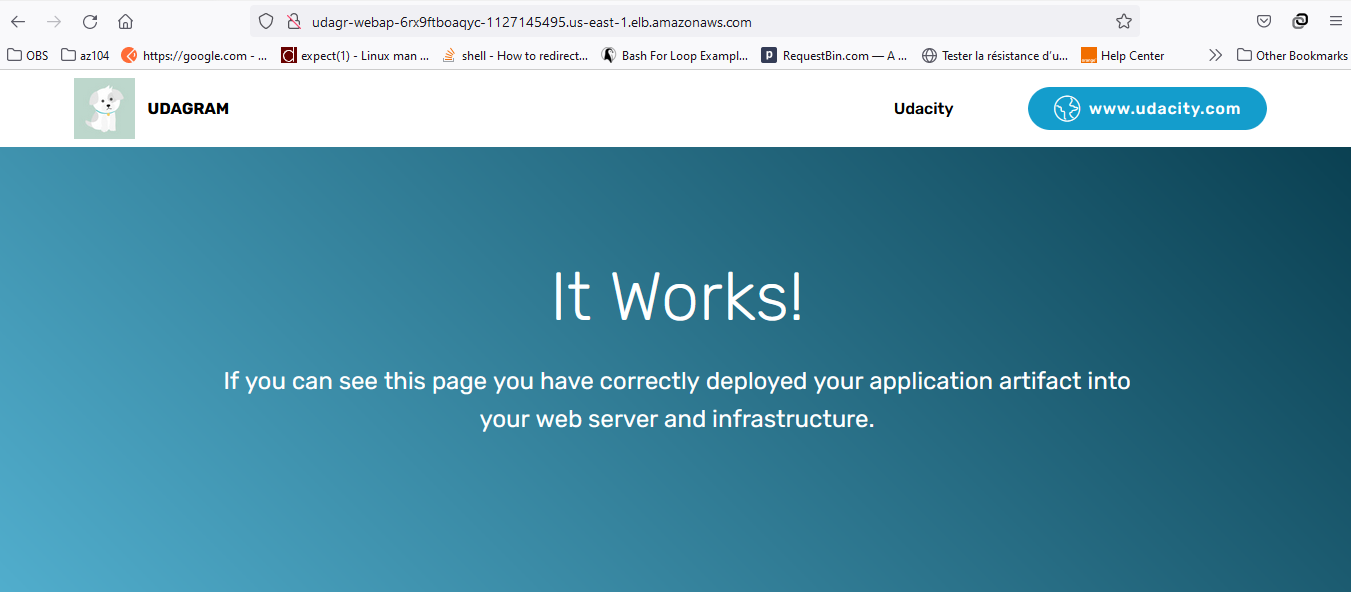 udagr-webap-6rx9ftboaqyc-1127145495.us-east-1.elb.amazonaws.com
OBS az104 https://google.com - ... expect(1) - Linux man ... shell - How to redirect... Bash For Loop Exampl... p RequestBin.com — A ... Tester la résistance d'u... Help Center Other Bookmarks
UDAGRAM Udacity www.udacity.com
It Works!
If you can see this page you have correctly deployed your application artifact into
your web server and infrastructure.